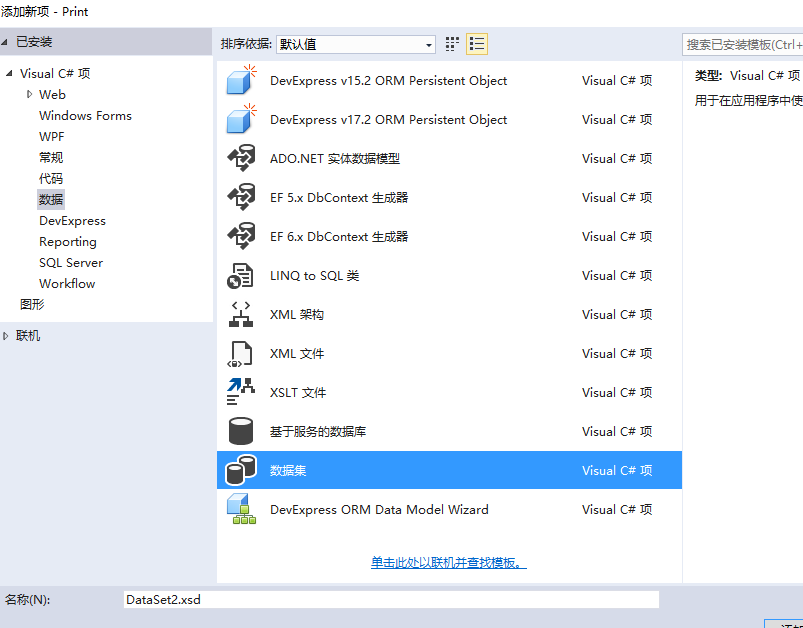 添加新项 - Print
已安装
排序依据: 默认值
搜索已安装模板(Ctrl+
Visual C# 项
Web
Windows Forms
WPF
常规
代码
数据
DevExpress
Reporting
SQL Server
Workflow
图形
联机
DevExpress v15.2 ORM Persistent Object Visual C# 项
DevExpress v17.2 ORM Persistent Object Visual C# 项
ADO.NET 实体数据模型 Visual C# 项
EF 5.x DbContext 生成器 Visual C# 项
EF 6.x DbContext 生成器 Visual C# 项
LINQ to SQL 类 Visual C# 项
XML 架构 Visual C# 项
XML 文件 Visual C# 项
XSLT 文件 Visual C# 项
基于服务的数据库 Visual C# 项
数据集 Visual C# 项
DevExpress ORM Data Model Wizard Visual C# 项
单击此处以联机并查找模板。
类型: Visual C# 项
用于在应用程序中使
名称(N): DataSet2.xsd